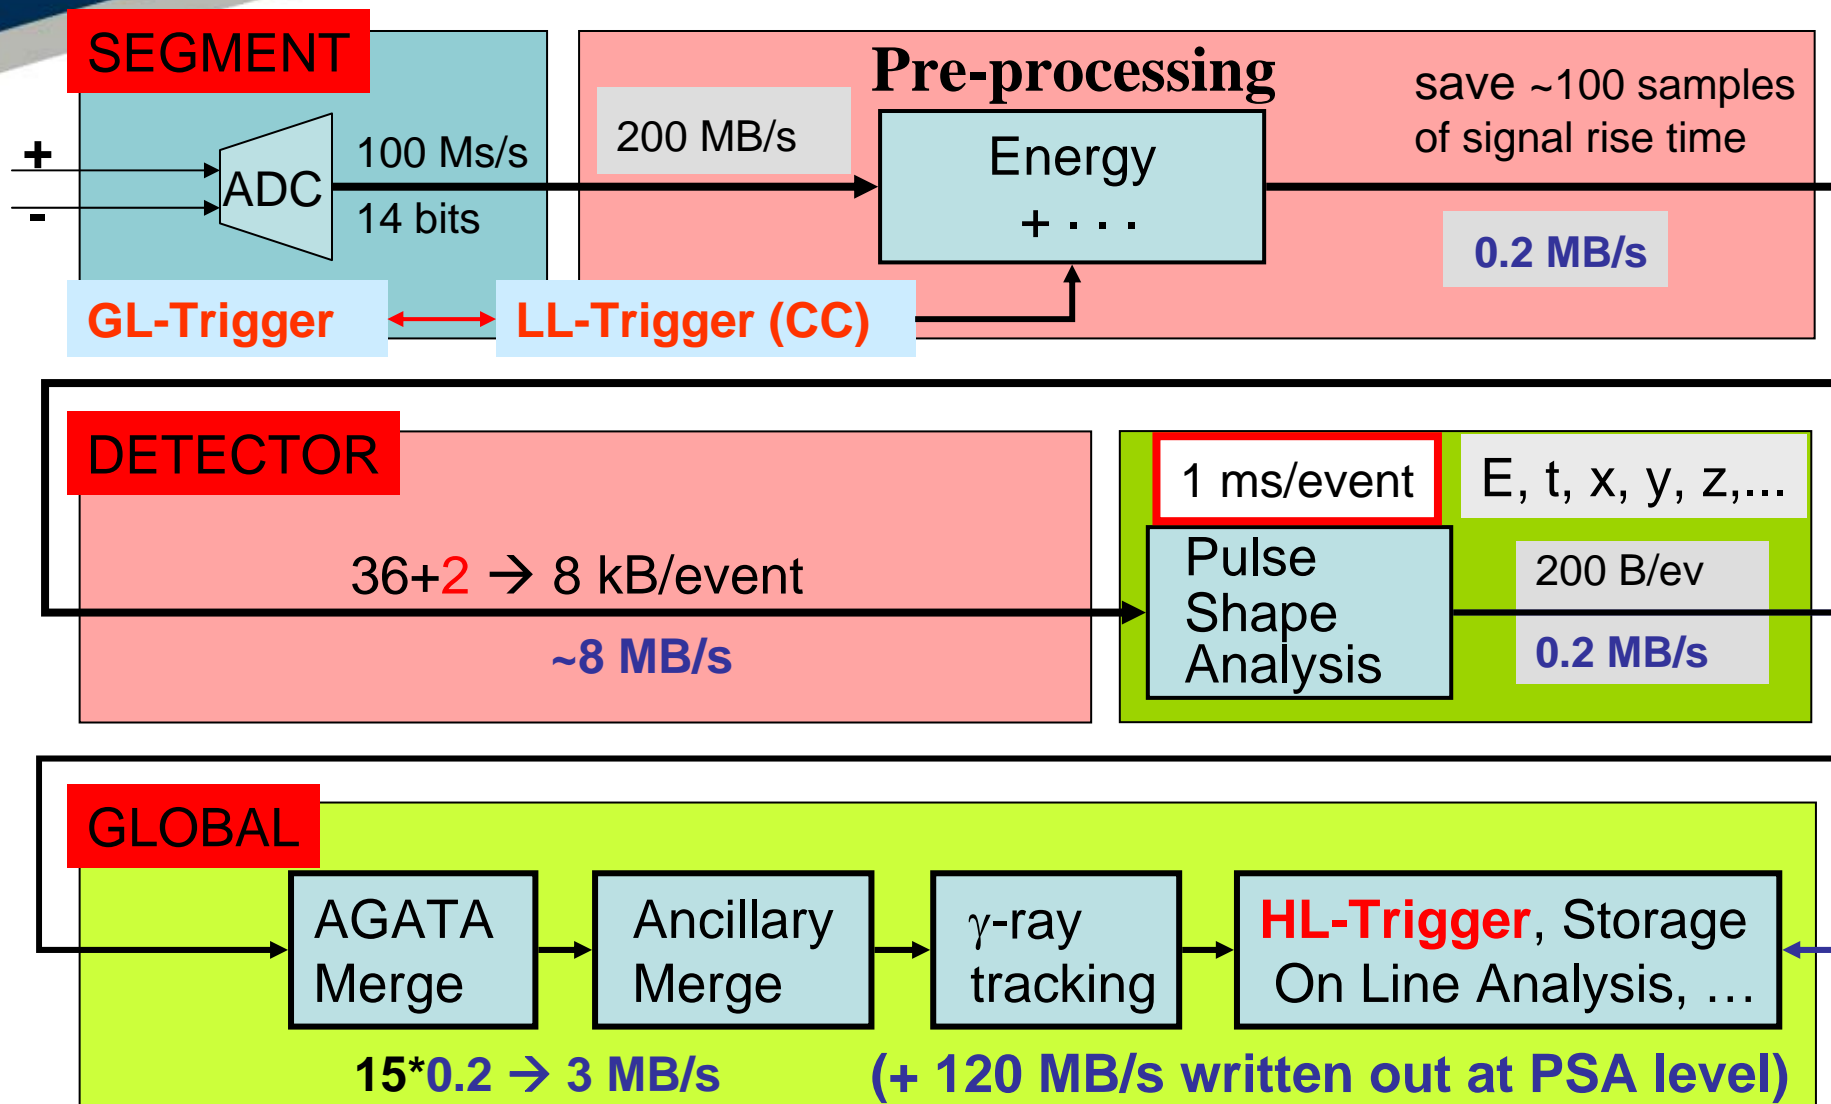 SEGMENT
Pre-processing
save ~100 samples
of signal rise time
+
-
ADC
100 Ms/s
14 bits
200 MB/s
Energy
+ · · ·
0.2 MB/s
GL-Trigger
LL-Trigger (CC)
DETECTOR
36+2 → 8 kB/event
~8 MB/s
1 ms/event
E, t, x, y, z,...
Pulse
Shape
Analysis
200 B/ev
0.2 MB/s
GLOBAL
AGATA
Merge
Ancillary
Merge
γ-ray
tracking
HL-Trigger, Storage
On Line Analysis, …
15*0.2 → 3 MB/s
(+ 120 MB/s written out at PSA level)